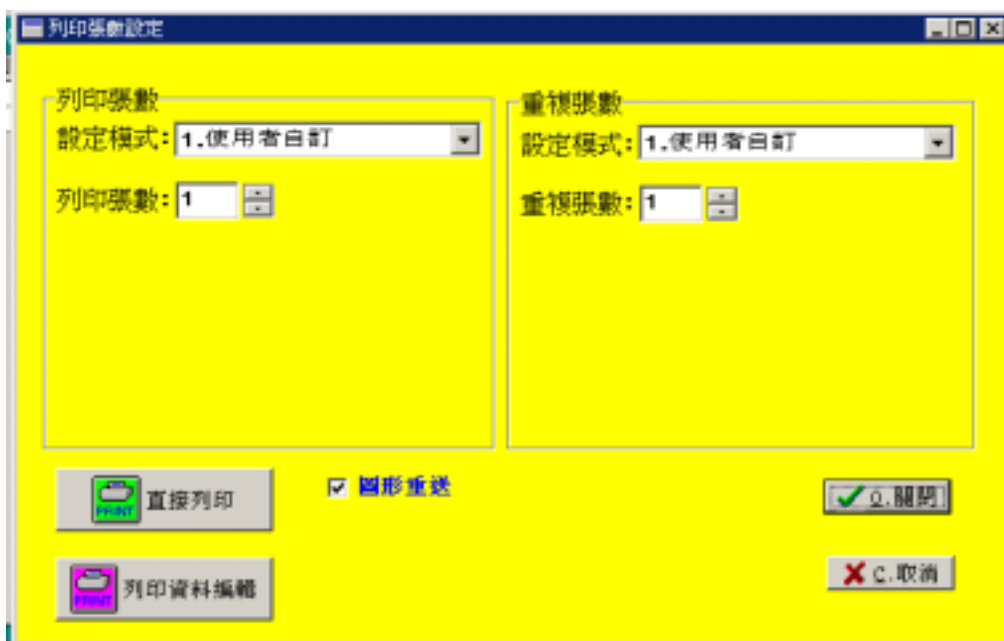 列印張數設定
列印張數
設定模式: 1.使用者自訂
列印張數: 1
重複張數
設定模式: 1.使用者自訂
重複張數: 1
PRINT 直接列印
圖形重送
O.關閉
PRINT 列印資料編輯
C.取消